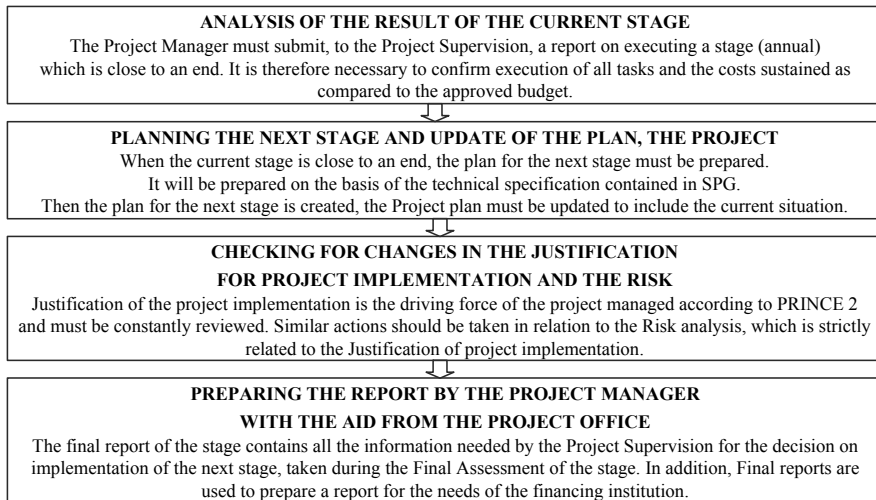 ANALYSIS OF THE RESULT OF THE CURRENT STAGE
The Project Manager must submit, to the Project Supervision, a report on executing a stage (annual)
which is close to an end. It is therefore necessary to confirm execution of all tasks and the costs sustained as
compared to the approved budget.
PLANNING THE NEXT STAGE AND UPDATE OF THE PLAN, THE PROJECT
When the current stage is close to an end, the plan for the next stage must be prepared.
It will be prepared on the basis of the technical specification contained in SPG.
Then the plan for the next stage is created, the Project plan must be updated to include the current situation.
CHECKING FOR CHANGES IN THE JUSTIFICATION
FOR PROJECT IMPLEMENTATION AND THE RISK
Justification of the project implementation is the driving force of the project managed according to PRINCE 2
and must be constantly reviewed. Similar actions should be taken in relation to the Risk analysis, which is strictly
related to the Justification of project implementation.
PREPARING THE REPORT BY THE PROJECT MANAGER
WITH THE AID FROM THE PROJECT OFFICE
The final report of the stage contains all the information needed by the Project Supervision for the decision on
implementation of the next stage, taken during the Final Assessment of the stage. In addition, Final reports are
used to prepare a report for the needs of the financing institution.